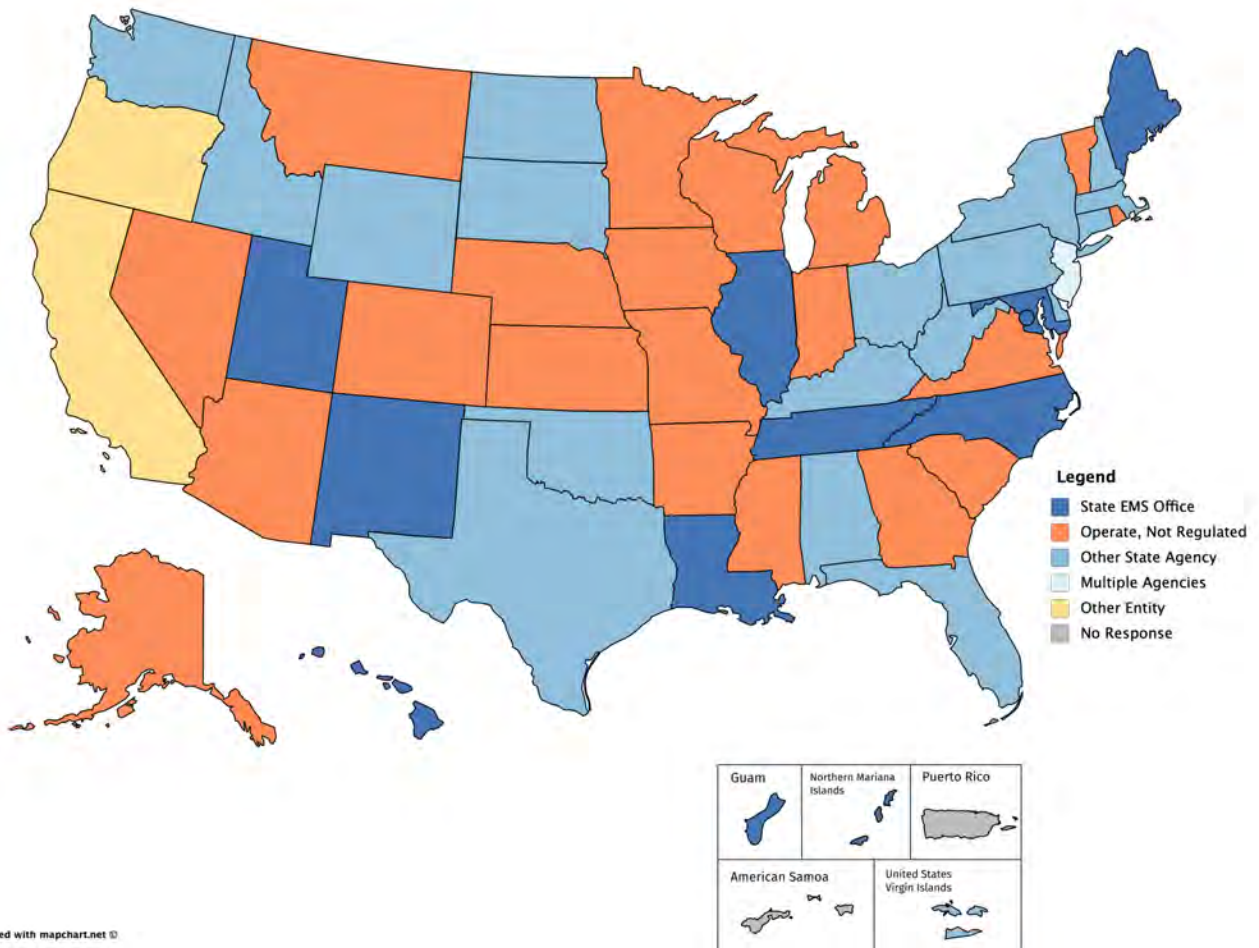 Legend
State EMS Office
Operate, Not Regulated
Other State Agency
Multiple Agencies
Other Entity
No Response
Guam
Northern Mariana
Islands
Puerto Rico
American Samoa
United States
Virgin Islands
ed with mapchart.net ©